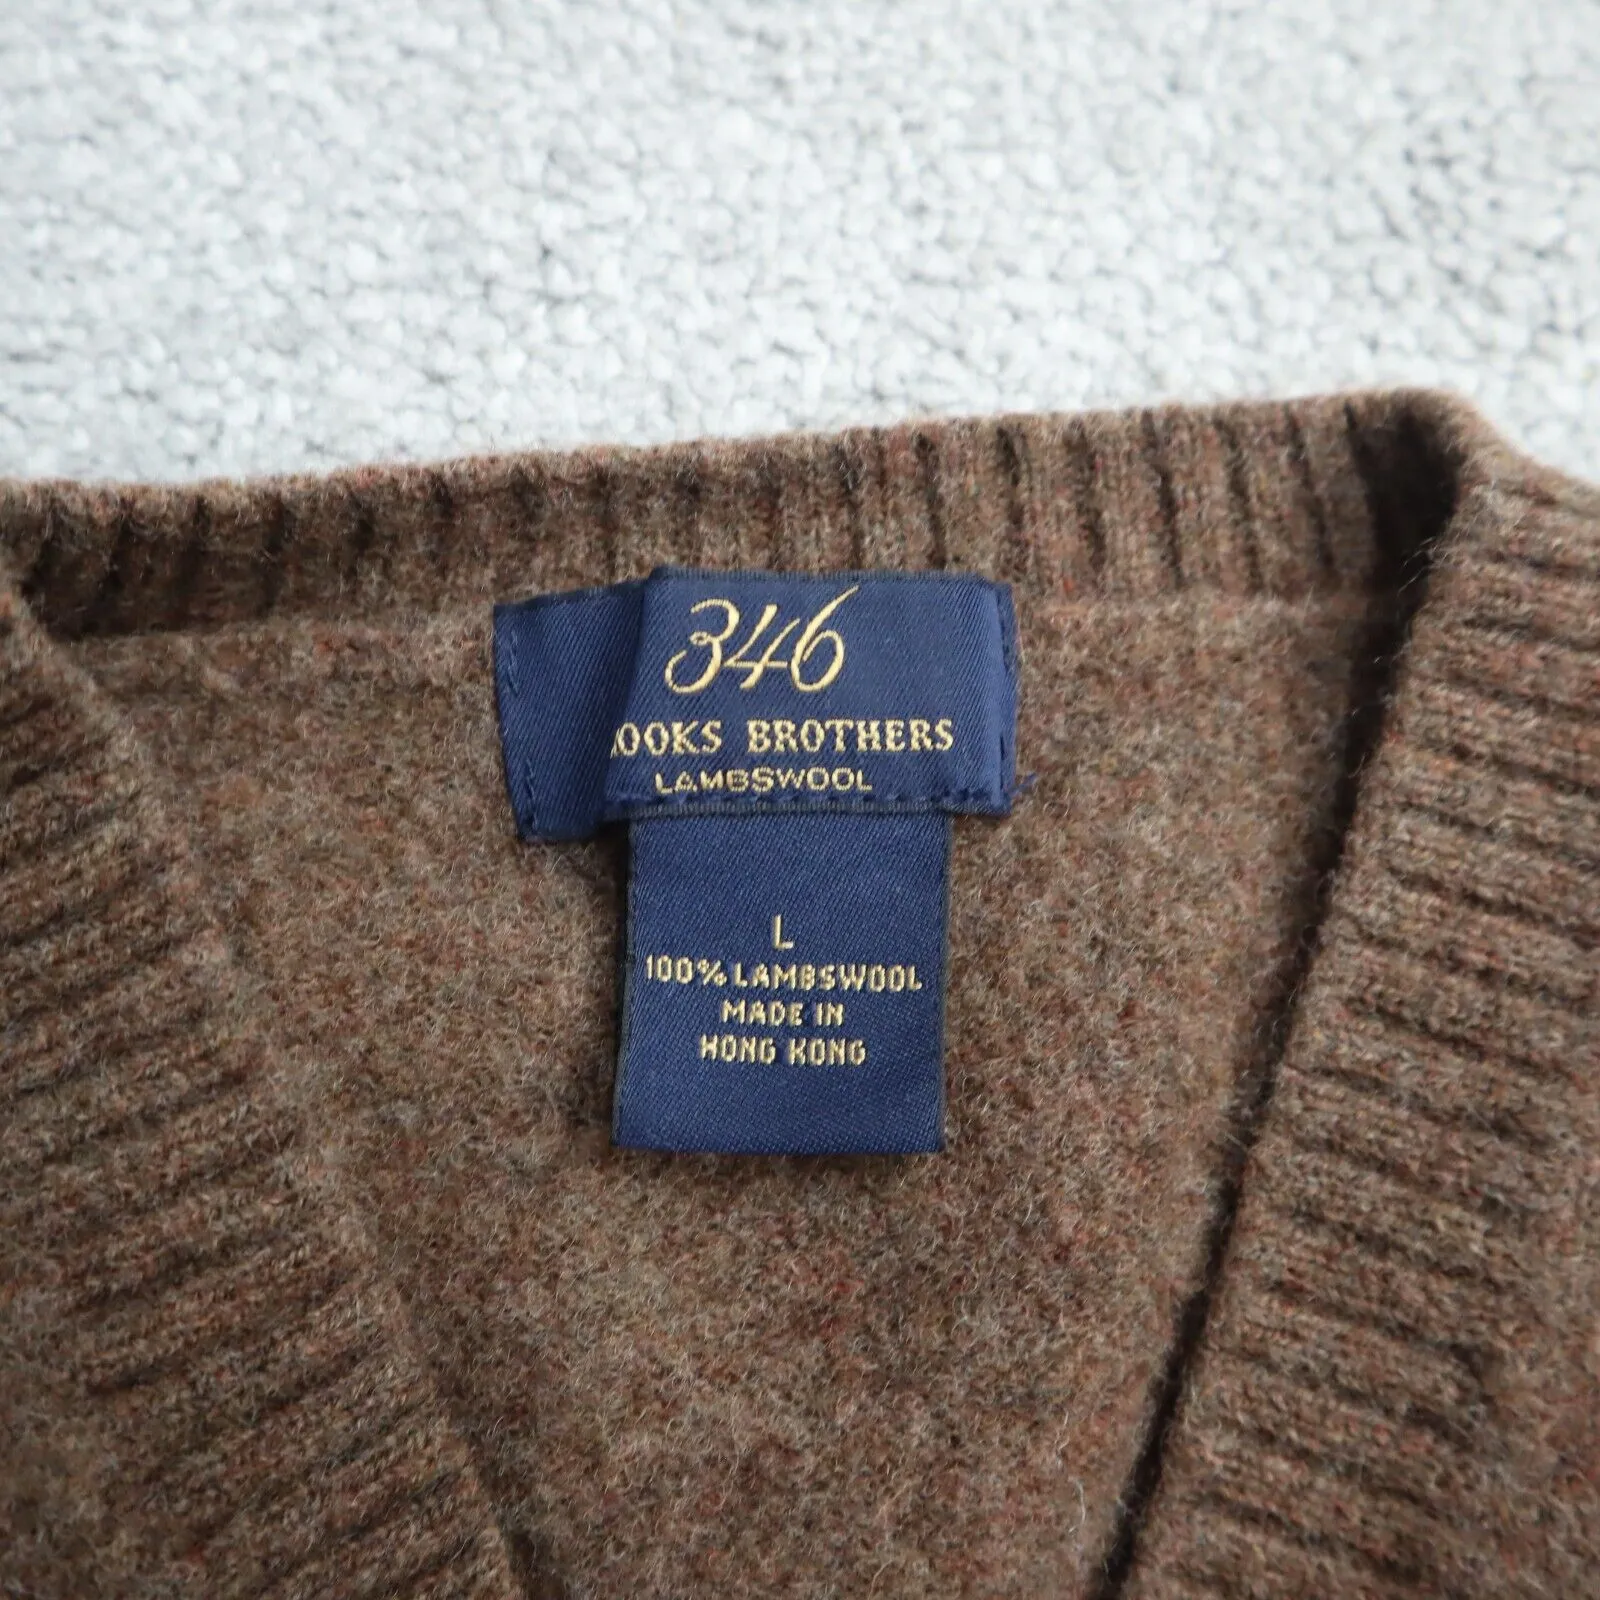 346
OOKS BROTHERS
LAMBSWOOL
L
100% LAMBSWOOL
MADE IN
HONG KONG